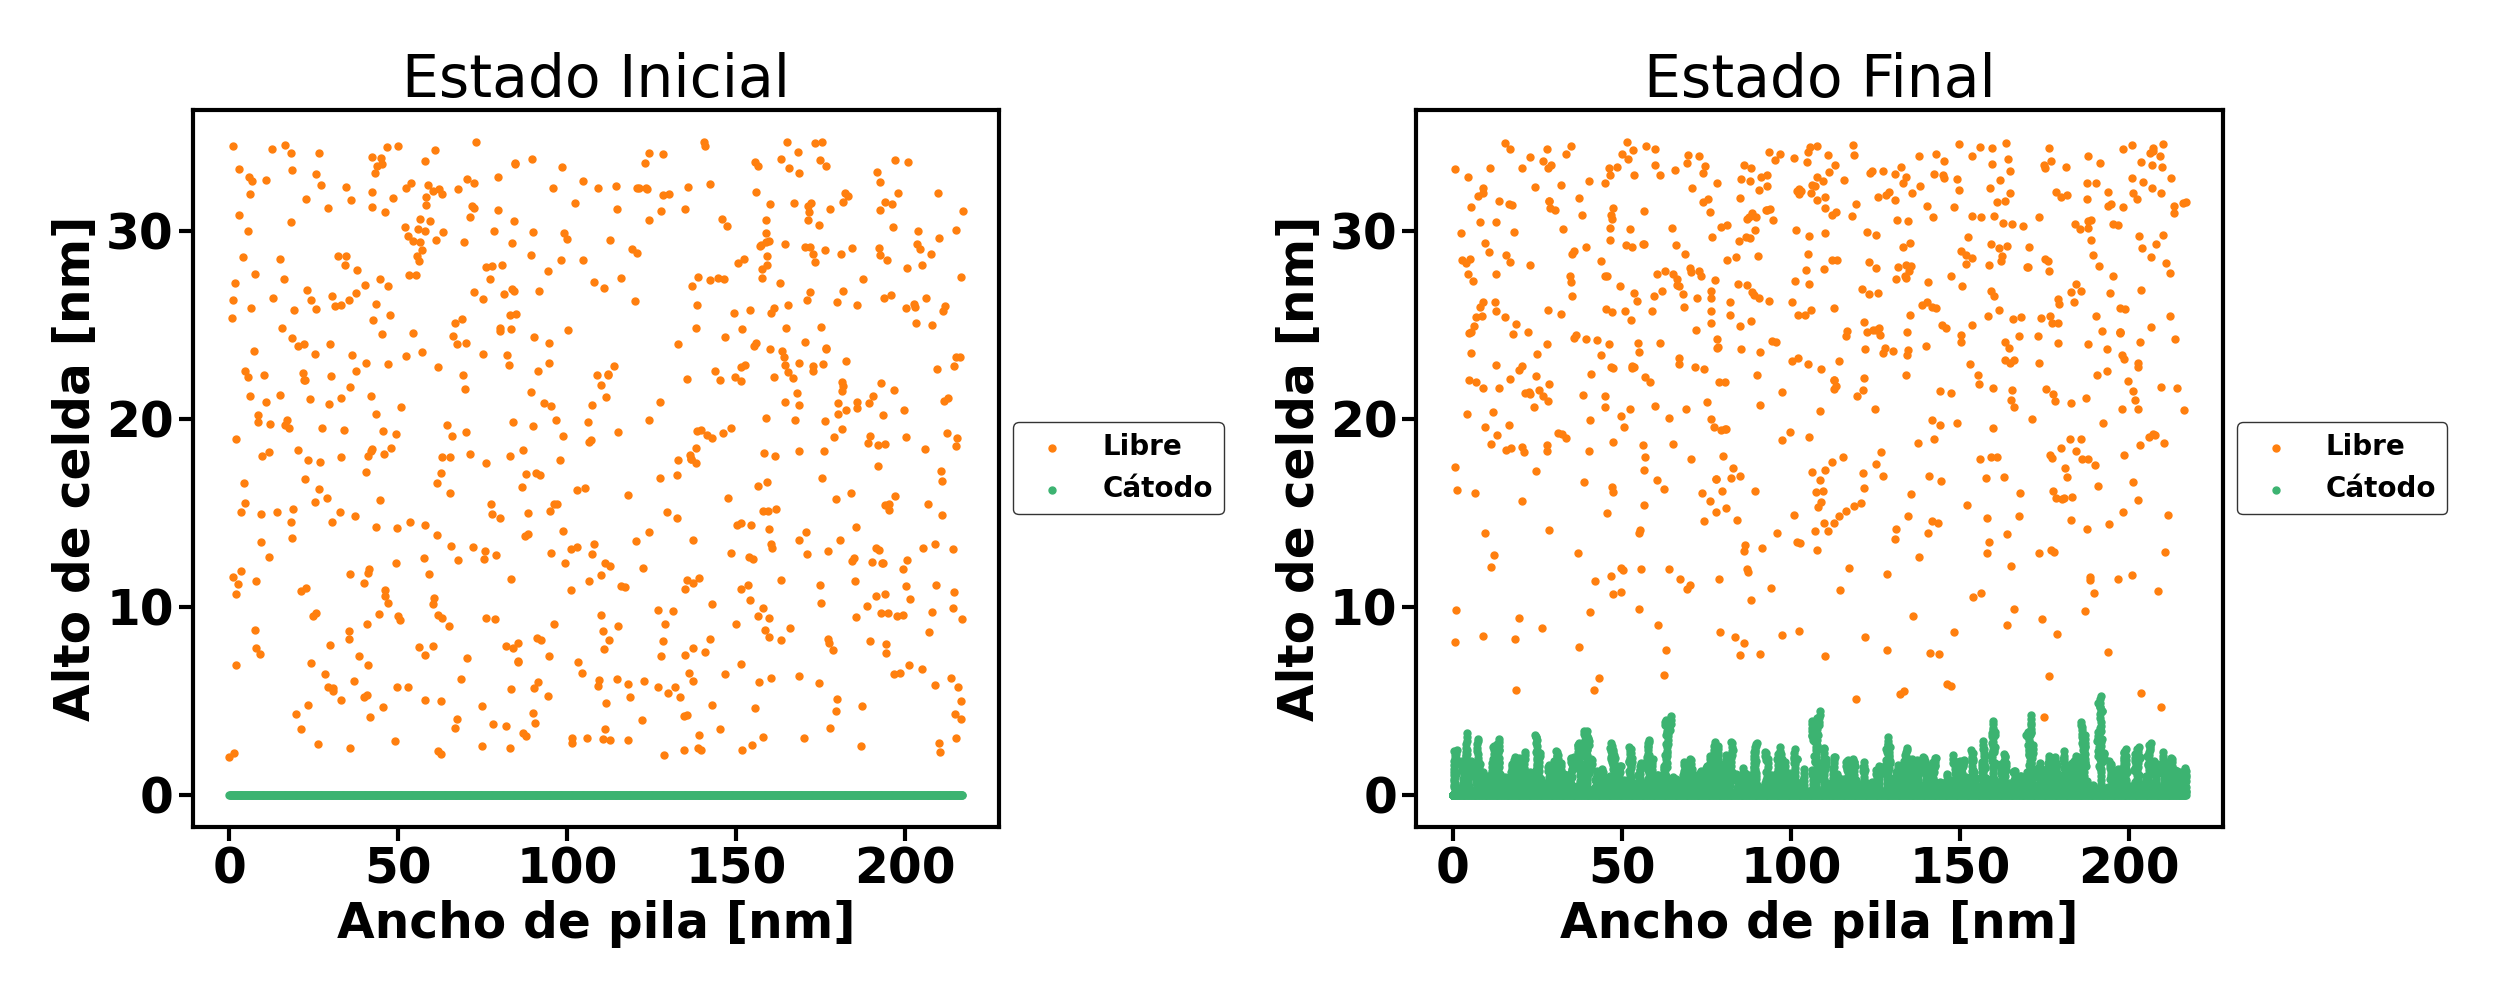 Estado Inicial
Alto de celda [nm]
30
20
10
0
0 50 100 150 200
Ancho de pila [nm]
Libre
Cátodo
Estado Final
Alto de celda [nm]
30
20
10
0
0 50 100 150 200
Ancho de pila [nm]
Libre
Cátodo